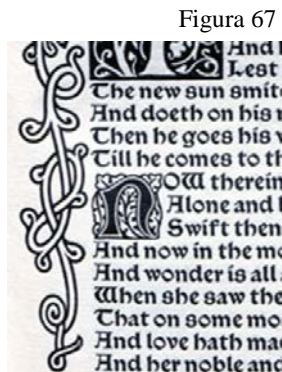 Figura 67
And
Lest
The new sun smit
And doeth on his
Then he goes his
Till he comes to th
NOW therein
Alone and
Swift then
And now in the mo
And wonder is all
When she saw the
That on some mo
And love hath ma
And her noble and